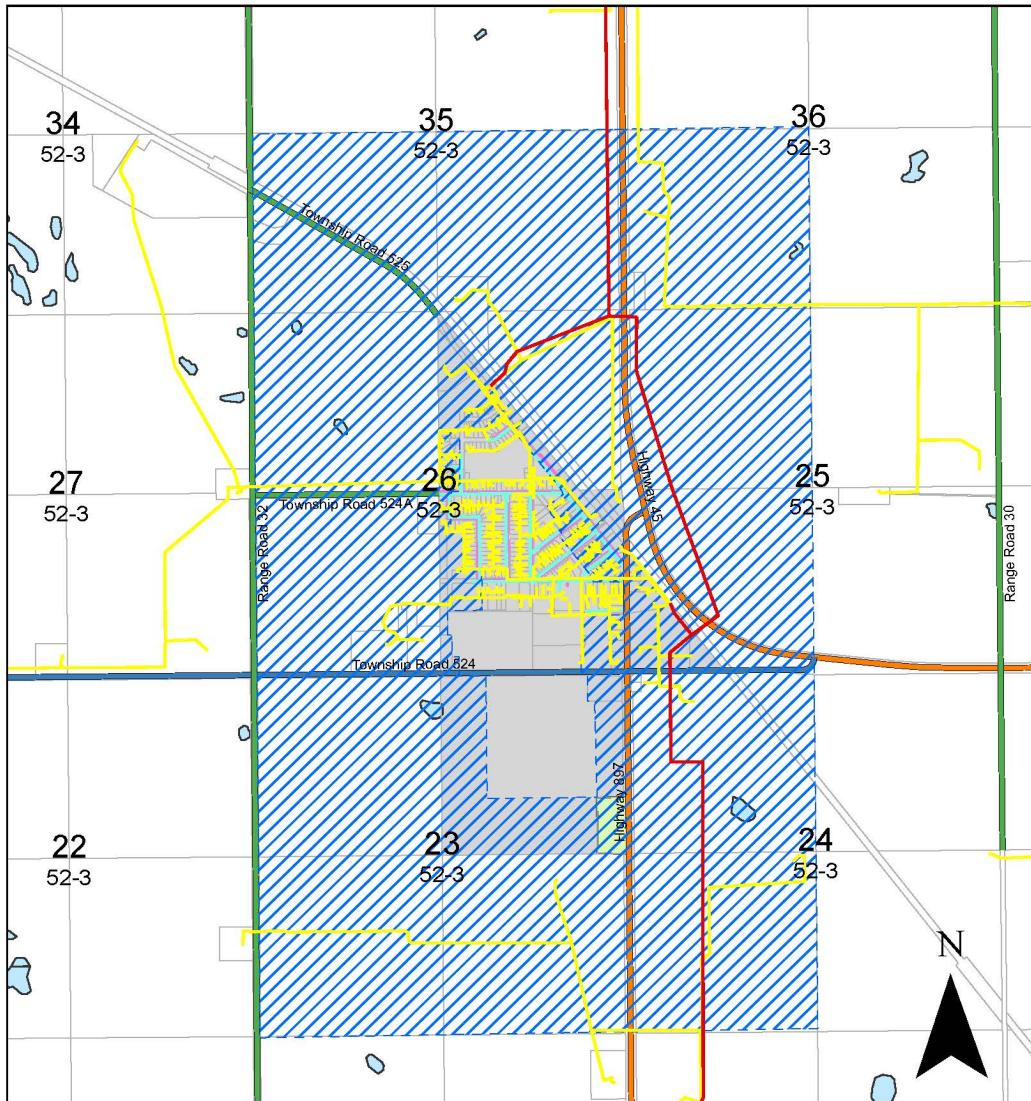 34
52-3
35
52-3
36
52-3
Township Road 525
Highway 45
27
52-3
26
52-3
25
52-3
Township Road 524A
Range Road 32
Range Road 30
Township Road 524
Highway 897
22
52-3
23
52-3
24
52-3
N